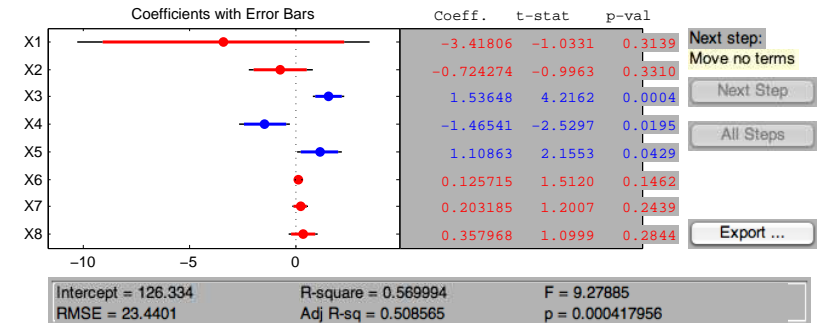 Coefficients with Error Bars Coeff. t-stat p-val
X1 -3.41806 -1.0331 0.3139 Next step:
Move no terms
X2 -0.724274 -0.9963 0.3310
X3 1.53648 4.2162 0.0004 Next Step
X4 -1.46541 -2.5297 0.0195 All Steps
X5 1.10863 2.1553 0.0429
X6 0.125715 1.5120 0.1462
X7 0.203185 1.2007 0.2439
X8 0.357968 1.0999 0.2844 Export ...
-10 -5 0
Intercept = 126.334 R-square = 0.569994 F = 9.27885
RMSE = 23.4401 Adj R-sq = 0.508565 p = 0.000417956